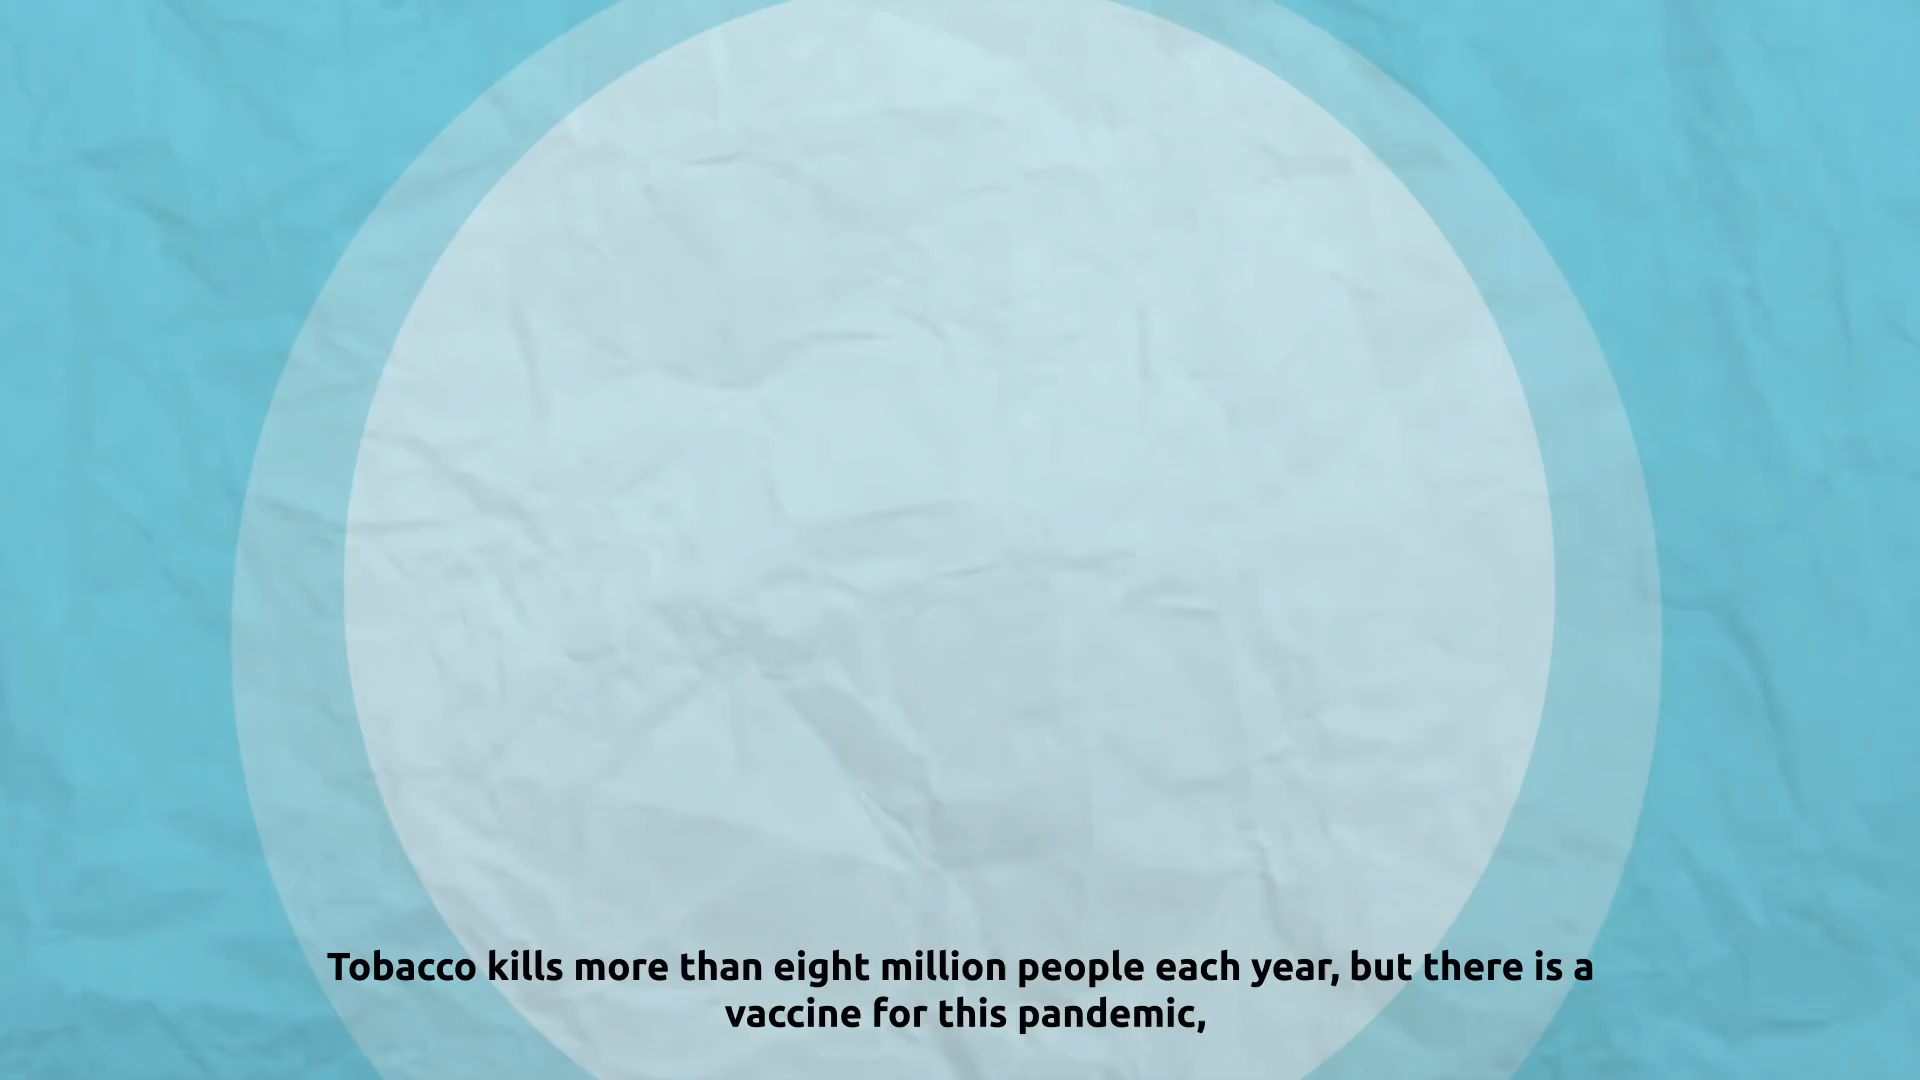 Tobacco kills more than eight million people each year, but there is a
vaccine for this pandemic,